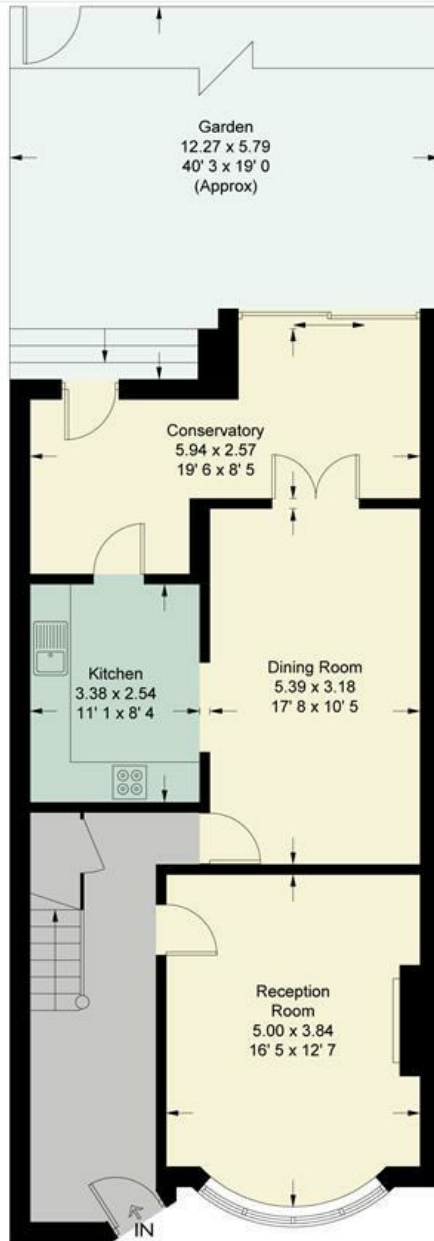 Garden
12.27 x 5.79
40' 3 x 19' 0
(Approx)
Conservatory
5.94 x 2.57
19' 6 x 8' 5
Kitchen
3.38 x 2.54
11' 1 x 8' 4
Dining Room
5.39 x 3.18
17' 8 x 10' 5
Reception
Room
5.00 x 3.84
16' 5 x 12' 7
IN